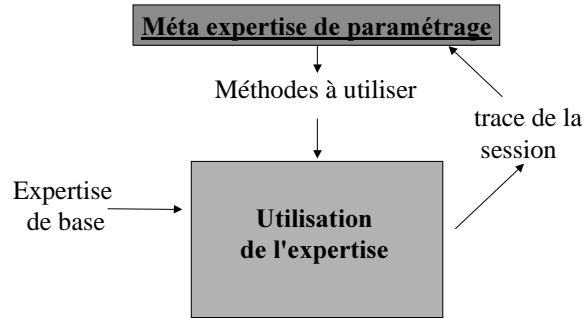 Méta expertise de paramétrage
Méthodes à utiliser
trace de la
session
Expertise
de base
Utilisation
de l'expertise